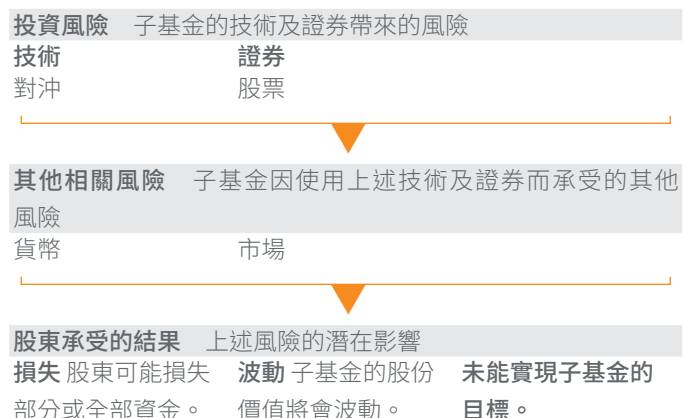 投資風險 子基金的技術及證券帶來的風險
技術 證券
對沖 股票
其他相關風險 子基金因使用上述技術及證券而承受的其他
風險
貨幣 市場
股東承受的結果 上述風險的潛在影響
損失 股東可能損失 波動 子基金的股份 未能實現子基金的
部分或全部資金。 價值將會波動。 目標。